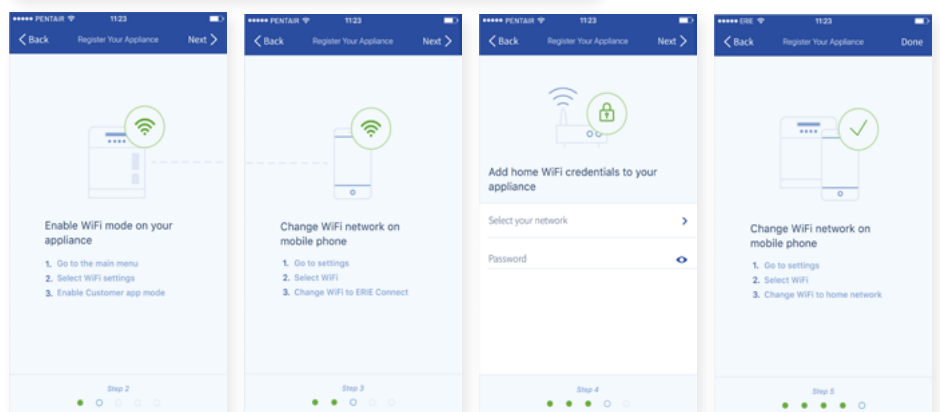 PENTAIR 11:23
Back Register Your Appliance Next
Enable WiFi mode on your
appliance
1. Go to the main menu
2. Select WiFi settings
3. Enable Customer app mode
Step 2
PENTAIR 11:23
Back Register Your Appliance Next
Change WiFi network on
mobile phone
1. Go to settings
2. Select WiFi
3. Change WiFi to ERIE Connect
Step 3
PENTAIR 11:23
Back Register Your Appliance Next
Add home WiFi credentials to your
appliance
Select your network
Password
Step 4
ERIE 11:23
Back Register Your Appliance Done
Change WiFi network on
mobile phone
1. Go to settings
2. Select WiFi
3. Change WiFi to home network
Step 5